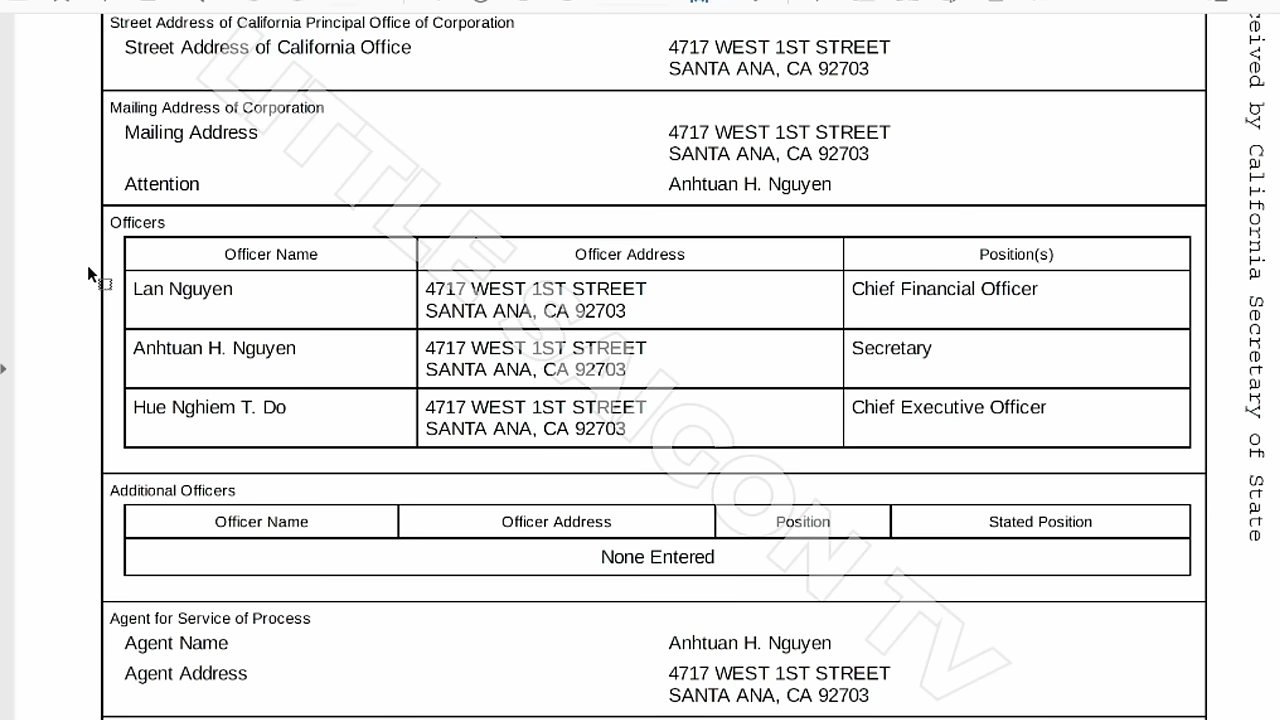 Street Address of California Principal Office of Corporation
Street Address of California Office
4717 WEST 1ST STREET
SANTA ANA, CA 92703
Mailing Address of Corporation
Mailing Address
4717 WEST 1ST STREET
SANTA ANA, CA 92703
Attention
Anhtuan H. Nguyen
Officers
Officer Name Officer Address Position(s)
Lan Nguyen 4717 WEST 1ST STREET Chief Financial Officer
SANTA ANA, CA 92703
Anhtuan H. Nguyen 4717 WEST 1ST STREET Secretary
SANTA ANA, CA 92703
Hue Nghiem T. Do 4717 WEST 1ST STREET Chief Executive Officer
SANTA ANA, CA 92703
Additional Officers
Officer Name Officer Address Position Stated Position
None Entered
Agent for Service of Process
Agent Name
Anhtuan H. Nguyen
Agent Address
4717 WEST 1ST STREET
SANTA ANA, CA 92703
by California Secretary of State
LITTLE SAIGON TV